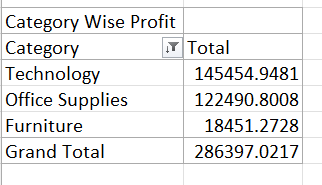 Category Wise Profit
Category Total
Technology 145454.9481
Office Supplies 122490.8008
Furniture 18451.2728
Grand Total 286397.0217